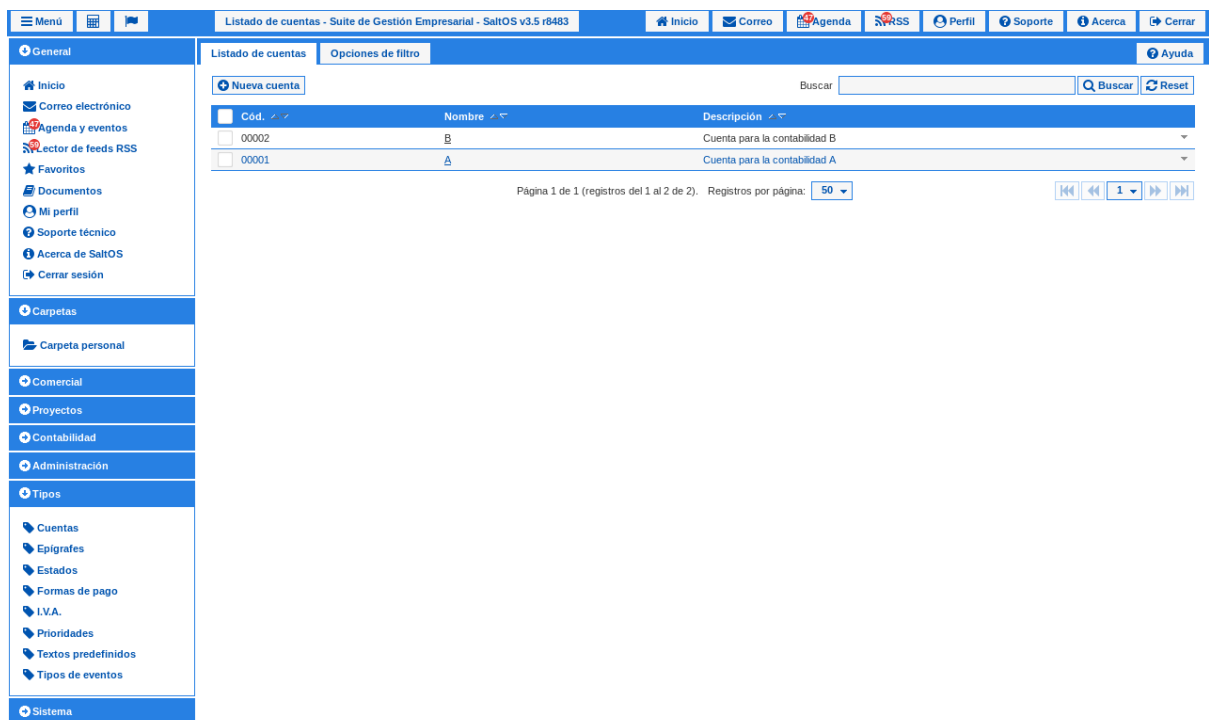 Menú
Listado de cuentas - Suite de Gestión Empresarial - SaltOS v3.5 r8483
Inicio
Correo
47
Agenda
59
RSS
Perfil
Soporte
Acerca
Cerrar
General
Inicio
Correo electrónico
47
Agenda y eventos
59
Lector de feeds RSS
Favoritos
Documentos
Mi perfil
Soporte técnico
Acerca de SaltOS
Cerrar sesión
Carpetas
Carpeta personal
Comercial
Proyectos
Contabilidad
Administración
Tipos
Cuentas
Epígrafes
Estados
Formas de pago
I.V.A.
Prioridades
Textos predefinidos
Tipos de eventos
Sistema
Listado de cuentas
Opciones de filtro
Ayuda
Nueva cuenta
Buscar
Buscar
Reset
Cód. Nombre Descripción
00002 B Cuenta para la contabilidad B
00001 A Cuenta para la contabilidad A
Página 1 de 1 (registros del 1 al 2 de 2). Registros por página: 50
1